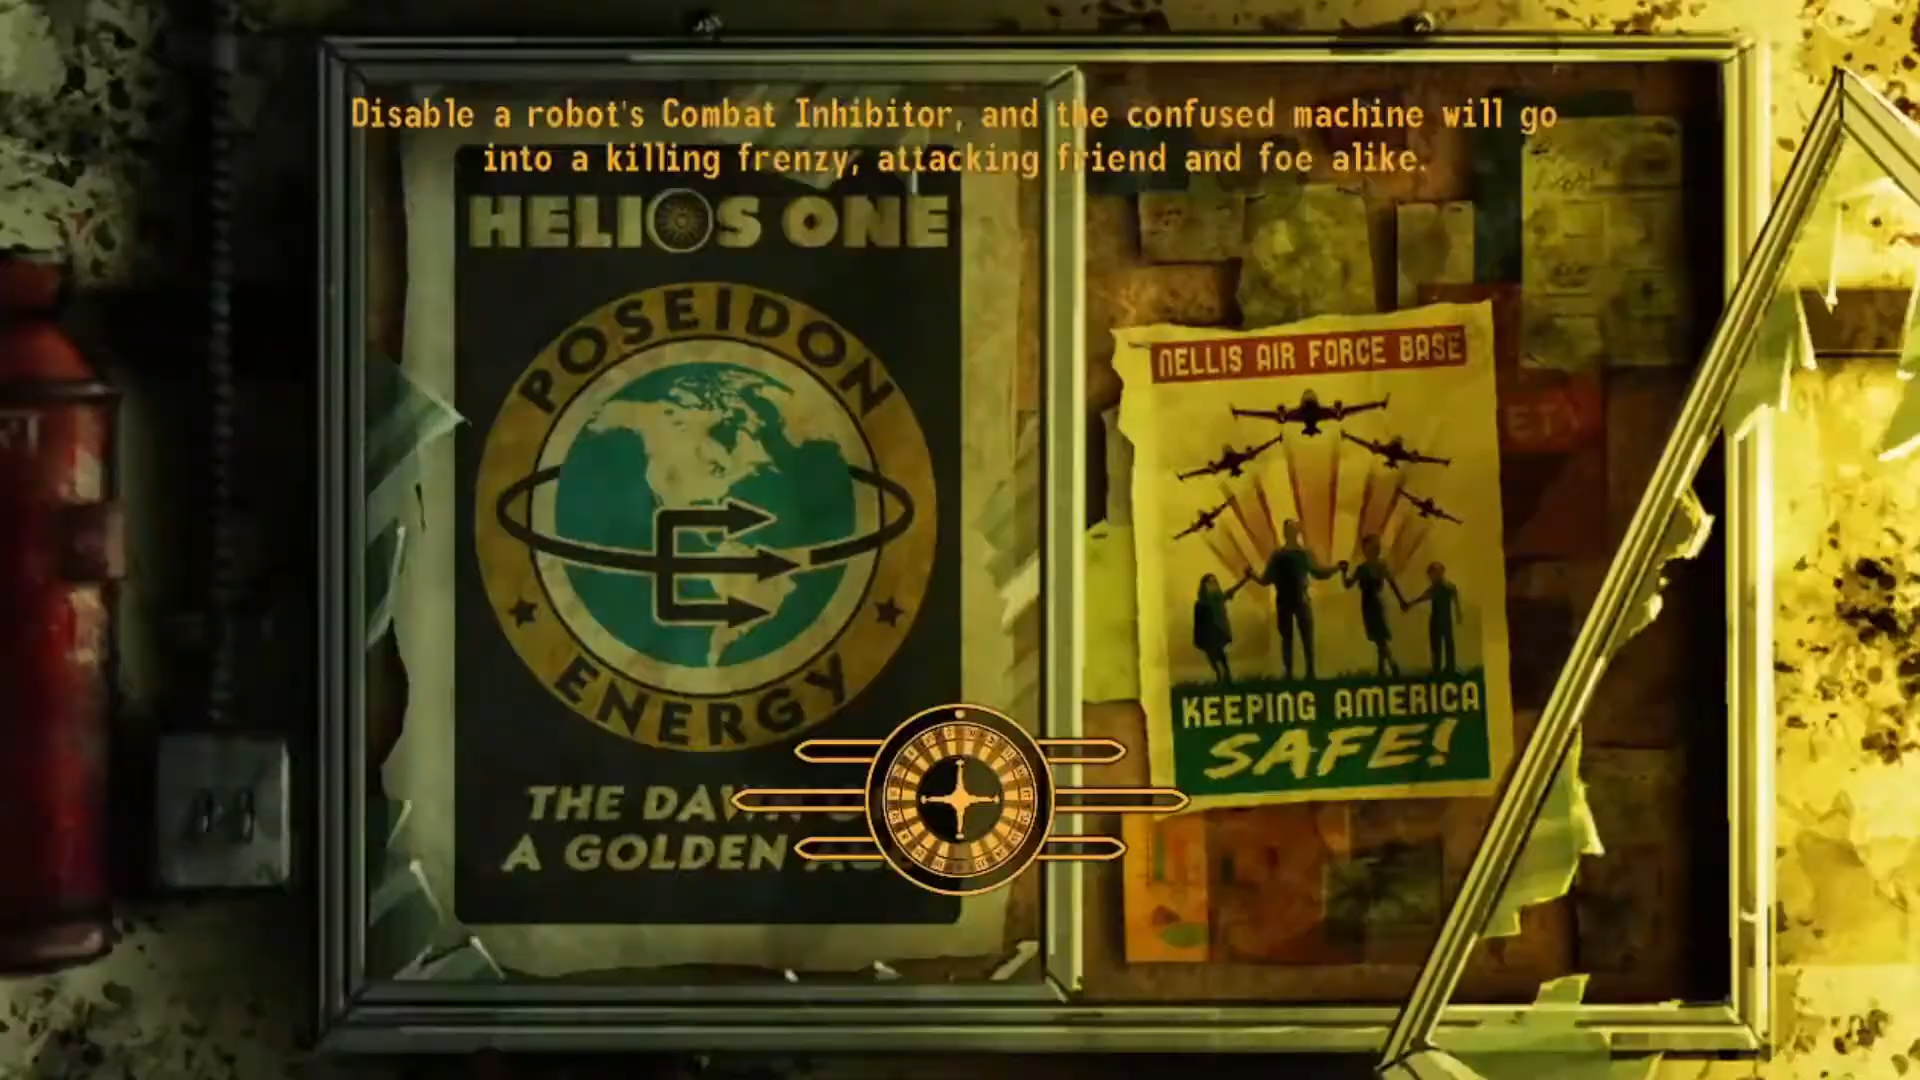 Disable a robot's Combat Inhibitor, and the confused machine will go
into a killing frenzy, attacking friend and foe alike.
HELIOS ONE
POSEIDON
ENERGY
THE DAWN
A GOLDEN
NELLIS AIR FORCE BASE
KEEPING AMERICA
SAFE!